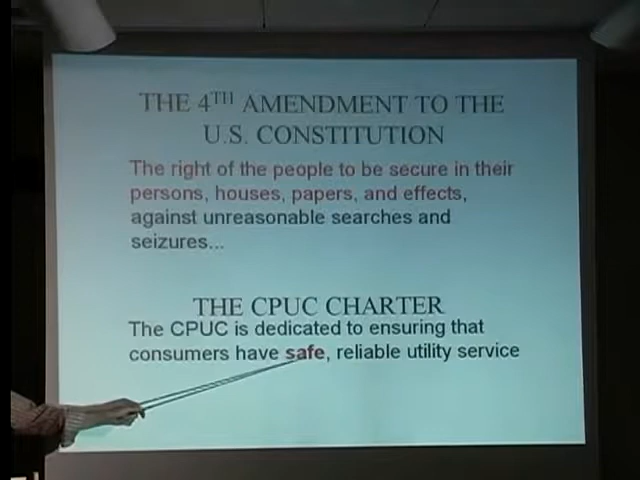 THE 4TH AMENDMENT TO THE
U.S. CONSTITUTION
The right of the people to be secure in their
persons, houses, papers, and effects,
against unreasonable searches and
seizures...
THE CPUC CHARTER
The CPUC is dedicated to ensuring that
consumers have safe, reliable utility service